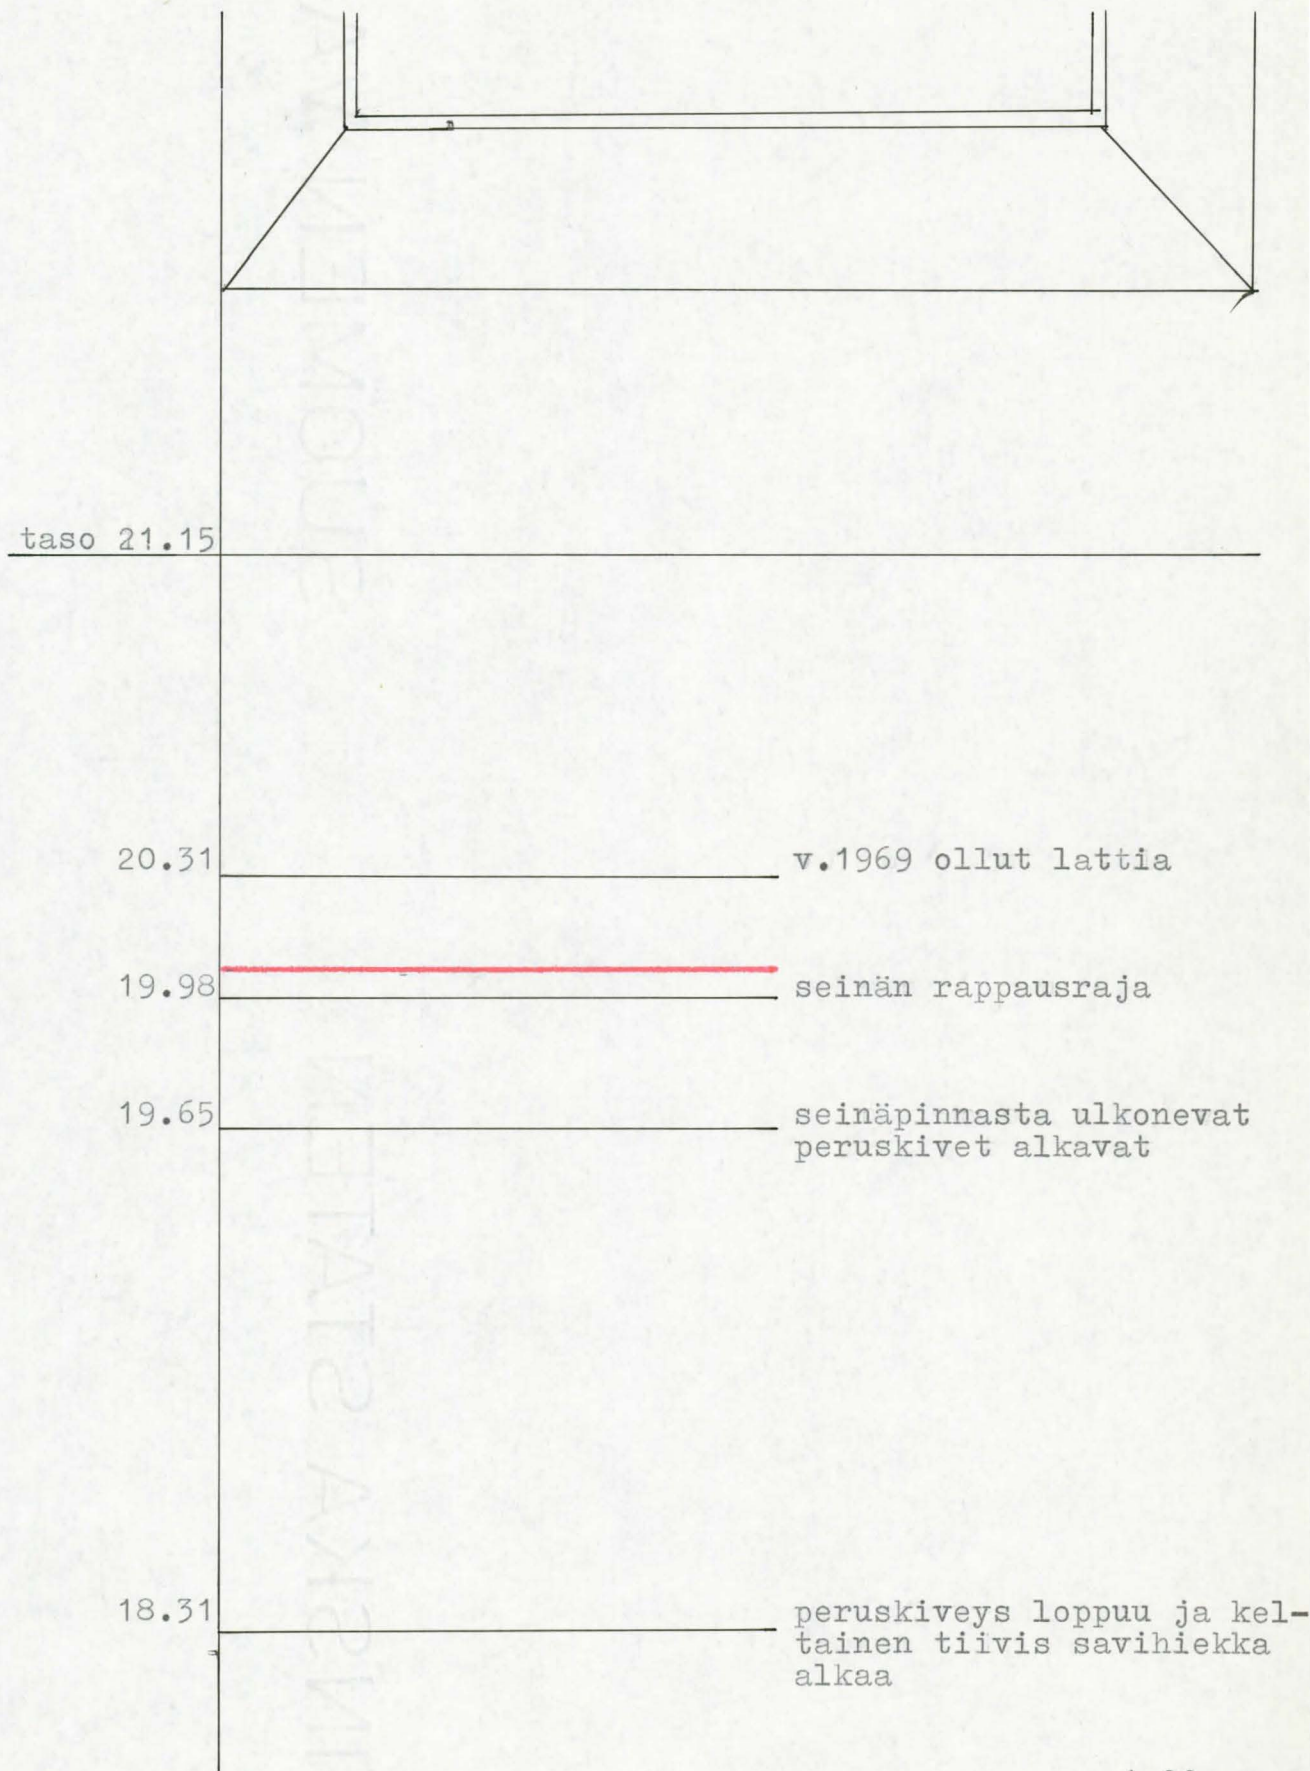 taso 21.15
20.31 v.1969 ollut lattia
19.98 seinän rappausraja
19.65 seinäpinnasta ulkonevat
peruskivet alkavat
18.31 peruskiveys loppuu ja kel-
tainen tiivis savihiekka
alkaa